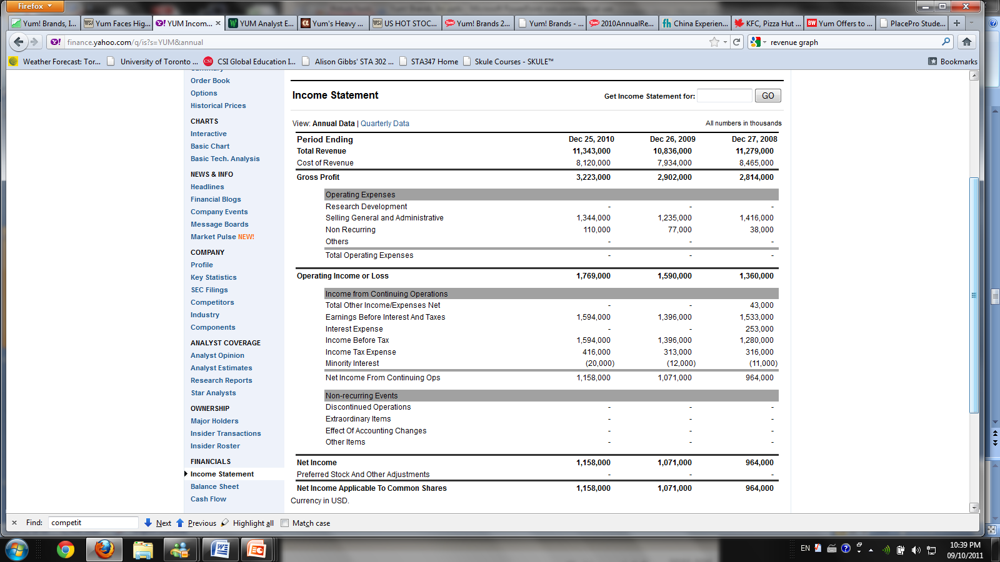 Firefox
Yum! Brands, I...
Yum Faces Hig...
YUM Incom...
YUM Analyst E...
Yum's Heavy ...
US HOT STOC...
Yum! Brands 2...
Yum! Brands - ...
2010AnnualRe...
China Experien...
KFC, Pizza Hut ...
Yum Offers to ...
PlacePro Stude...
finance.yahoo.com/q/is?s=YUM&annual
revenue graph
Weather Forecast: Tor...
University of Toronto ...
CSI Global Education I...
Alison Gibbs' STA 302 ...
STA347 Home
Skule Courses - SKULE™
Bookmarks
Order Book
Options
Historical Prices
CHARTS
Interactive
Basic Chart
Basic Tech. Analysis
NEWS & INFO
Headlines
Financial Blogs
Company Events
Message Boards
Market Pulse NEW!
COMPANY
Profile
Key Statistics
SEC Filings
Competitors
Industry
Components
ANALYST COVERAGE
Analyst Opinion
Analyst Estimates
Research Reports
Star Analysts
OWNERSHIP
Major Holders
Insider Transactions
Insider Roster
FINANCIALS
Income Statement
Balance Sheet
Cash Flow
Income Statement
Get Income Statement for: GO
View: Annual Data | Quarterly Data All numbers in thousands
Period Ending Dec 25, 2010 Dec 26, 2009 Dec 27, 2008
Total Revenue 11,343,000 10,836,000 11,279,000
Cost of Revenue 8,120,000 7,934,000 8,465,000
Gross Profit 3,223,000 2,902,000 2,814,000
Operating Expenses
Research Development - - -
Selling General and Administrative 1,344,000 1,235,000 1,416,000
Non Recurring 110,000 77,000 38,000
Others - - -
Total Operating Expenses - - -
Operating Income or Loss 1,769,000 1,590,000 1,360,000
Income from Continuing Operations
Total Other Income/Expenses Net - - 43,000
Earnings Before Interest And Taxes 1,594,000 1,396,000 1,533,000
Interest Expense - - 253,000
Income Before Tax 1,594,000 1,396,000 1,280,000
Income Tax Expense 416,000 313,000 316,000
Minority Interest (20,000) (12,000) (11,000)
Net Income From Continuing Ops 1,158,000 1,071,000 964,000
Non-recurring Events
Discontinued Operations - - -
Extraordinary Items - - -
Effect Of Accounting Changes - - -
Other Items - - -
Net Income 1,158,000 1,071,000 964,000
Preferred Stock And Other Adjustments - - -
Net Income Applicable To Common Shares 1,158,000 1,071,000 964,000
Currency in USD.
Find: competit Next Previous Highlight all Match case
EN
10:39 PM
09/10/2011